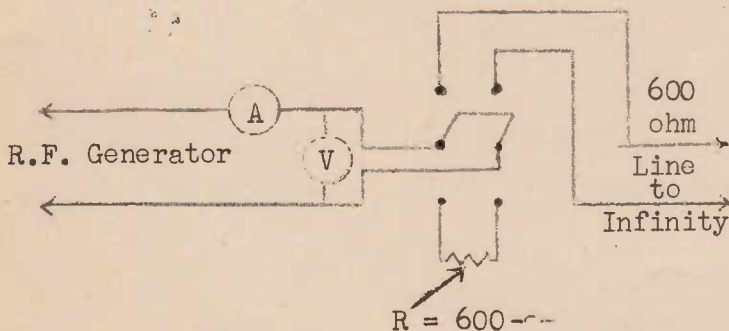 A
R.F. Generator
V
600
ohm
Line
to
Infinity
R = 600